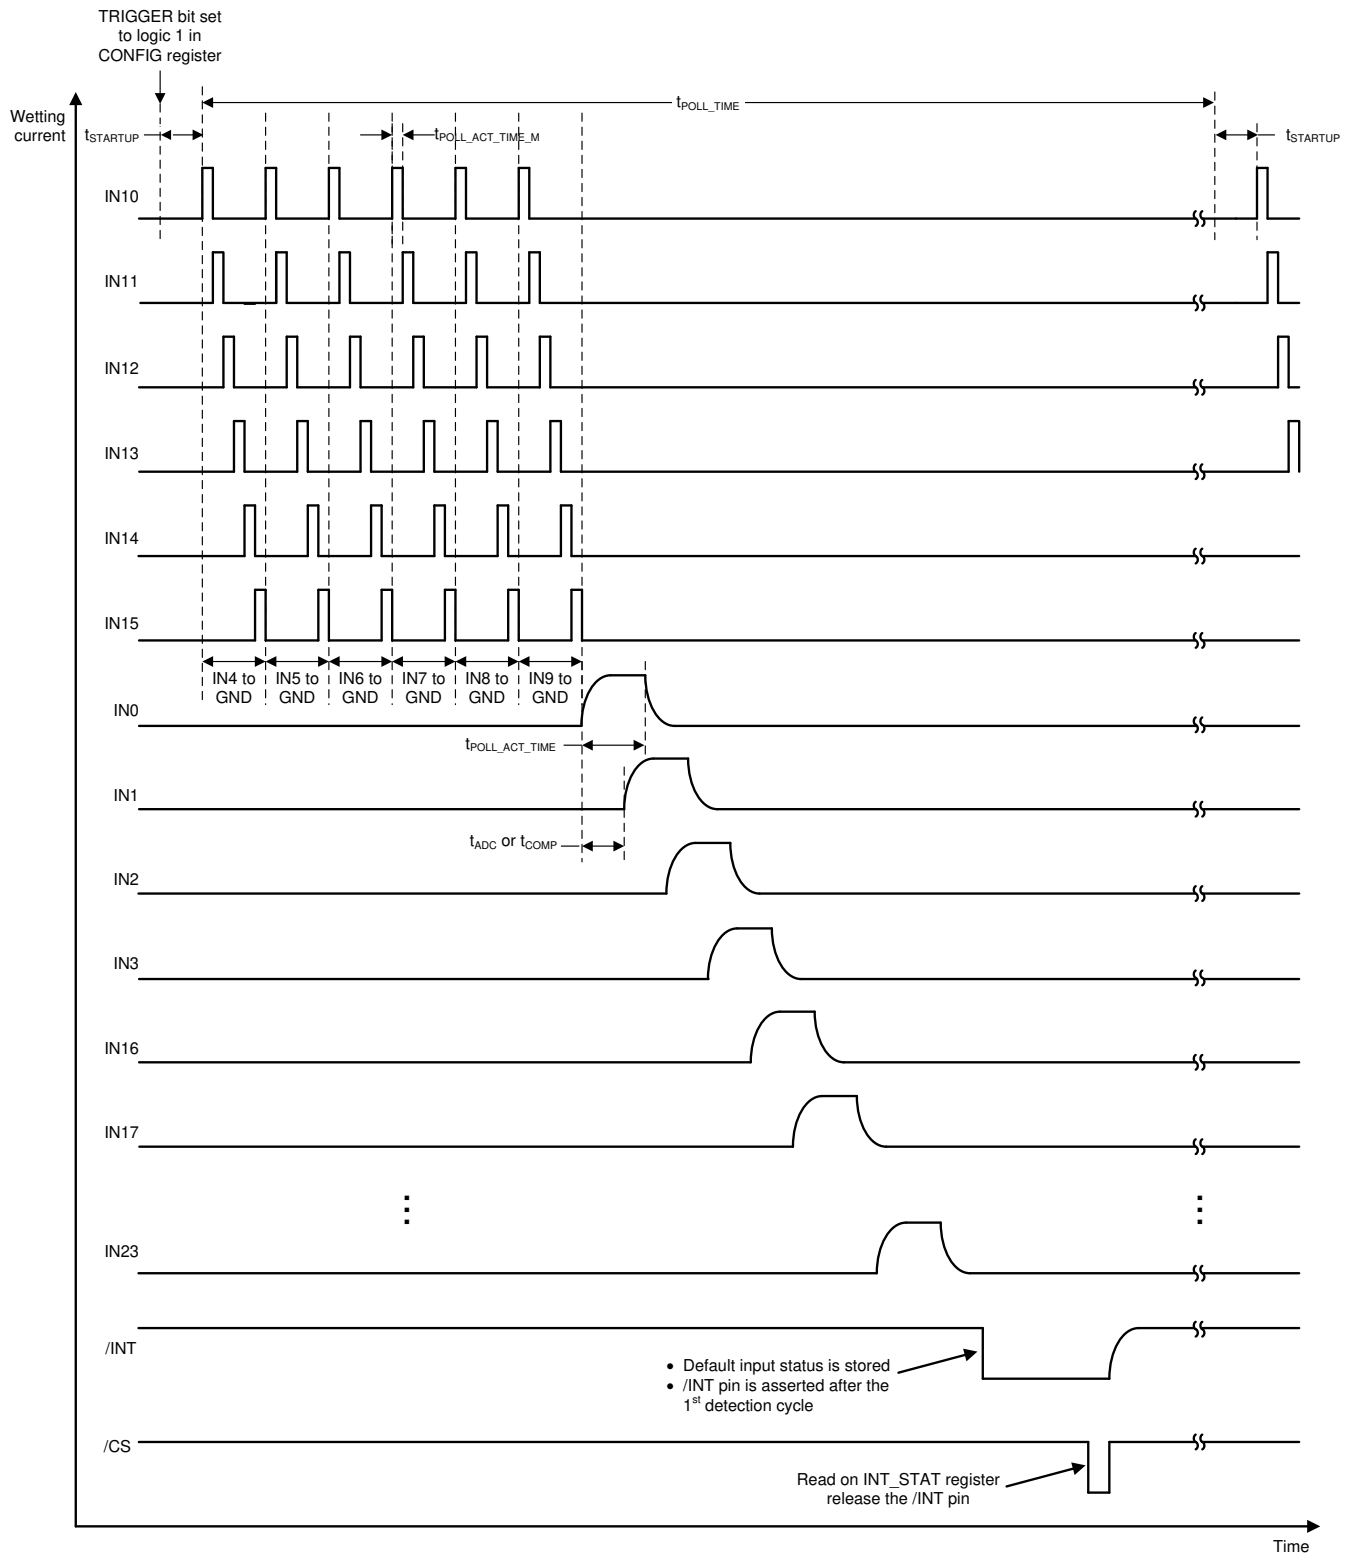 TRIGGER bit set
to logic 1 in
CONFIG register
Wetting
current
tSTARTUP
tPOLL_TIME
tPOLL_ACT_TIME_M
tSTARTUP
IN10
IN11
IN12
IN13
IN14
IN15
IN4 to
GND
IN5 to
GND
IN6 to
GND
IN7 to
GND
IN8 to
GND
IN9 to
GND
IN0
tPOLL_ACT_TIME
IN1
tADC or tCOMP
IN2
IN3
IN16
IN17
IN23
/INT
• Default input status is stored
• /INT pin is asserted after the
1st detection cycle
/CS
Read on INT_STAT register
release the /INT pin
Time